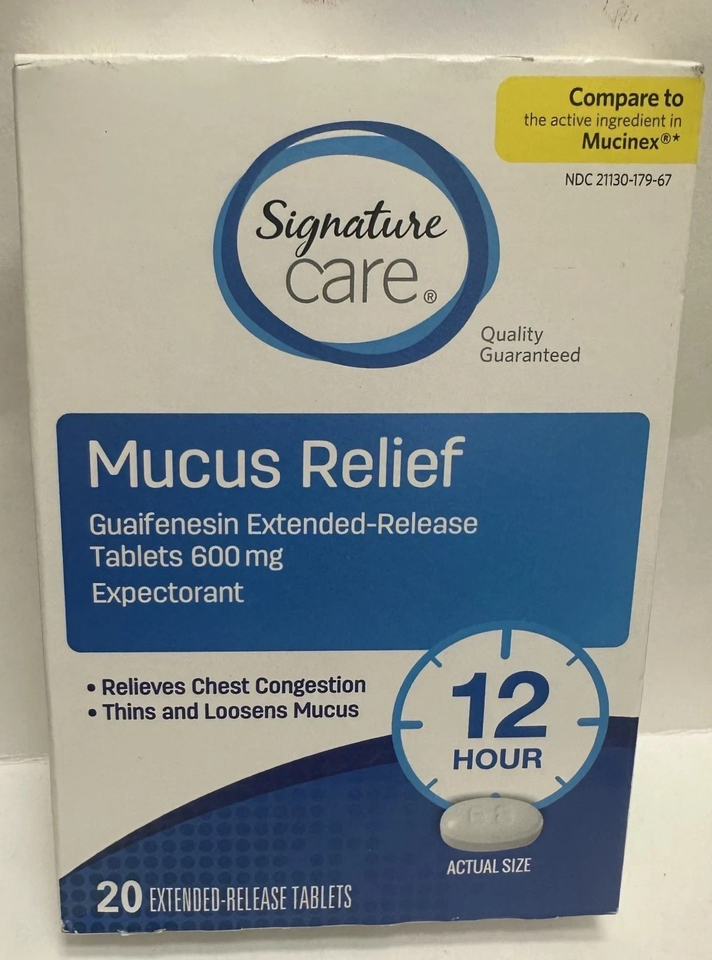 Compare to
the active ingredient in
Mucinex®*
NDC 21130-179-67
Signature
care®
Quality
Guaranteed
Mucus Relief
Guaifenesin Extended-Release
Tablets 600 mg
Expectorant
• Relieves Chest Congestion
• Thins and Loosens Mucus
12
HOUR
ACTUAL SIZE
20 EXTENDED-RELEASE TABLETS